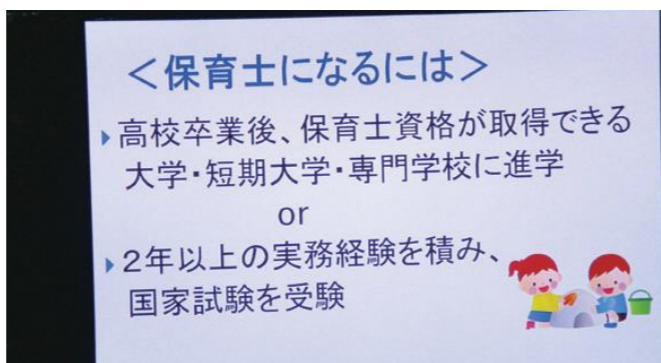 ＜保育士になるには＞
高校卒業後、保育士資格が取得できる
大学・短期大学・専門学校に進学
or
2年以上の実務経験を積み、
国家試験を受験